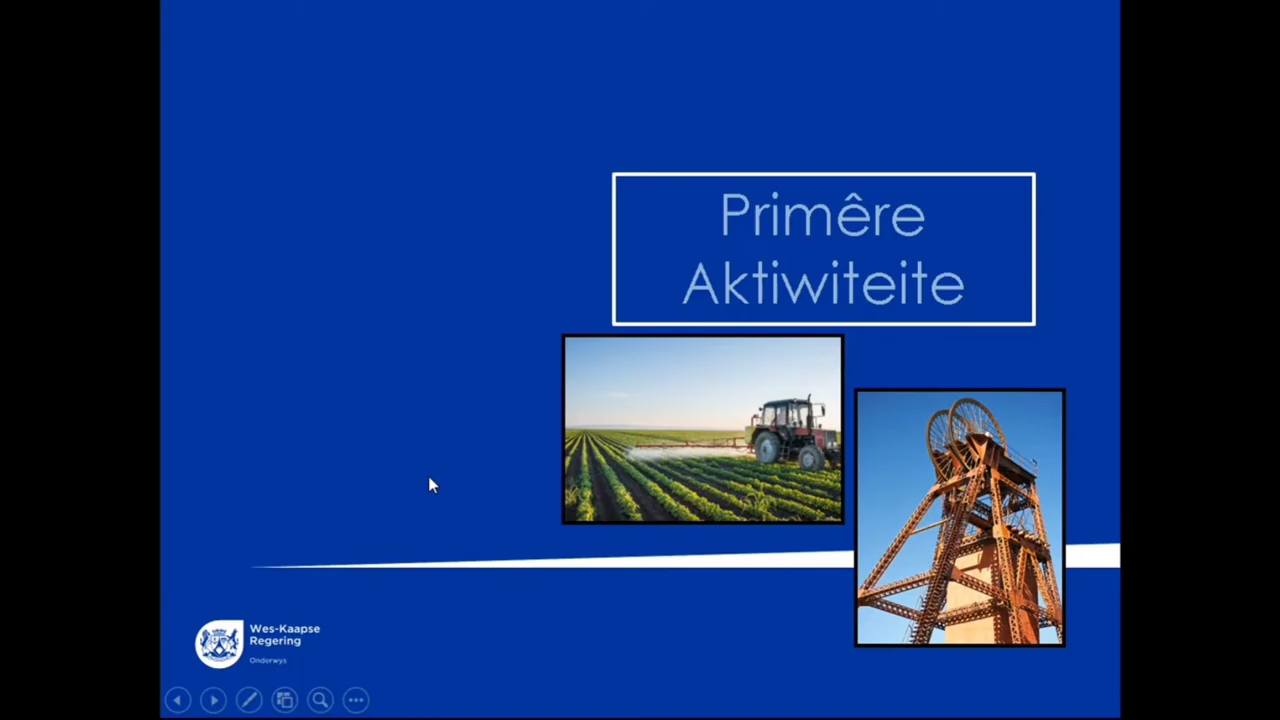 Primêre
Aktiwiteite
Wes-Kaapse
Regering
Onderwys